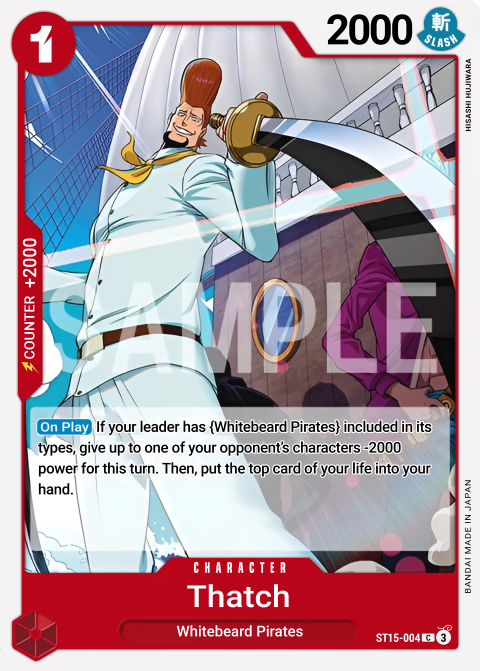 1
2000
斬
SLASH
HISASHI HUJIWARA
COUNTER +2000
SAMPLE
On Play If your leader has {Whitebeard Pirates} included in its
types, give up to one of your opponent's characters -2000
power for this turn. Then, put the top card of your life into your
hand.
BANDAI MADE IN JAPAN
CHARACTER
Thatch
Whitebeard Pirates
ST15-004 C 3